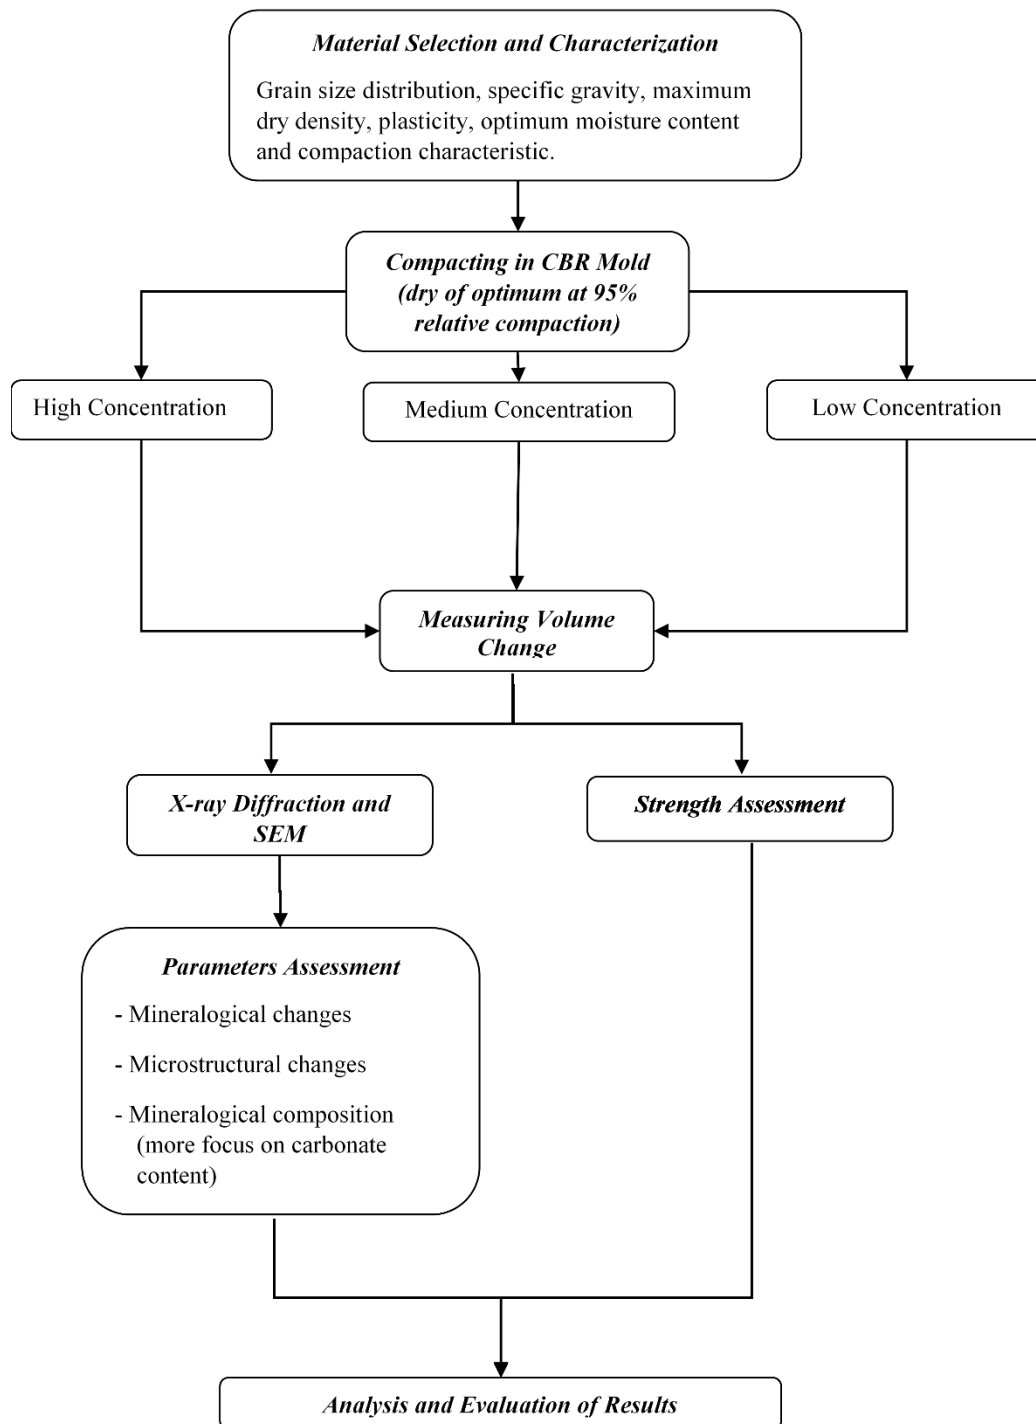 Material Selection and Characterization
Grain size distribution, specific gravity, maximum
dry density, plasticity, optimum moisture content
and compaction characteristic.
Compacting in CBR Mold
(dry of optimum at 95%
relative compaction)
High Concentration
Medium Concentration
Low Concentration
Measuring Volume
Change
X-ray Diffraction and
SEM
Strength Assessment
Parameters Assessment
- Mineralogical changes
- Microstructural changes
- Mineralogical composition
(more focus on carbonate
content)
Analysis and Evaluation of Results